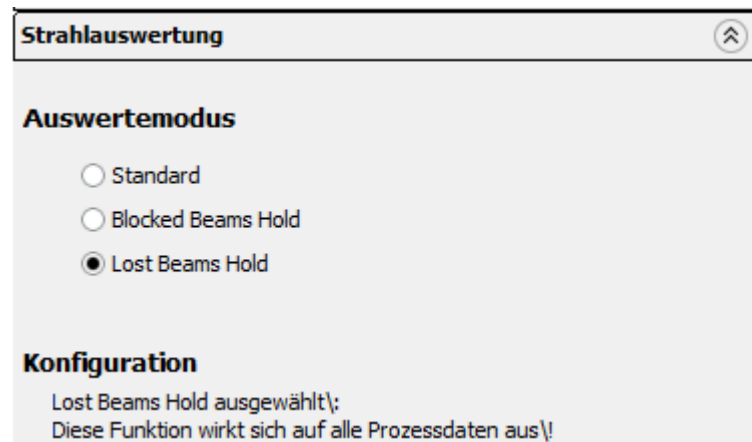 Strahlauswertung
Auswertemodus
Standard
Blocked Beams Hold
Lost Beams Hold
Konfiguration
Lost Beams Hold ausgewählt\:
Diese Funktion wirkt sich auf alle Prozessdaten aus\!